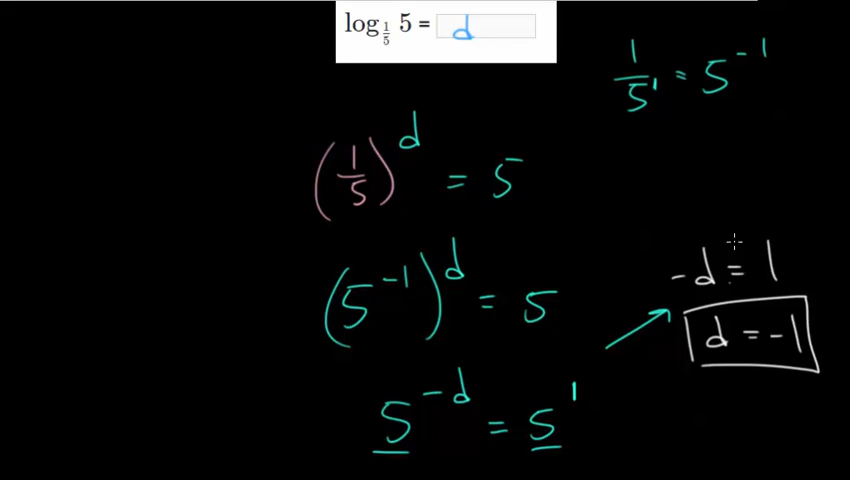 log_{1/5} 5 = d
1/5^1 = 5^{-1}
(1/5)^d = 5
(5^{-1})^d = 5
-d = 1
d = -1
5^{-d} = 5^1